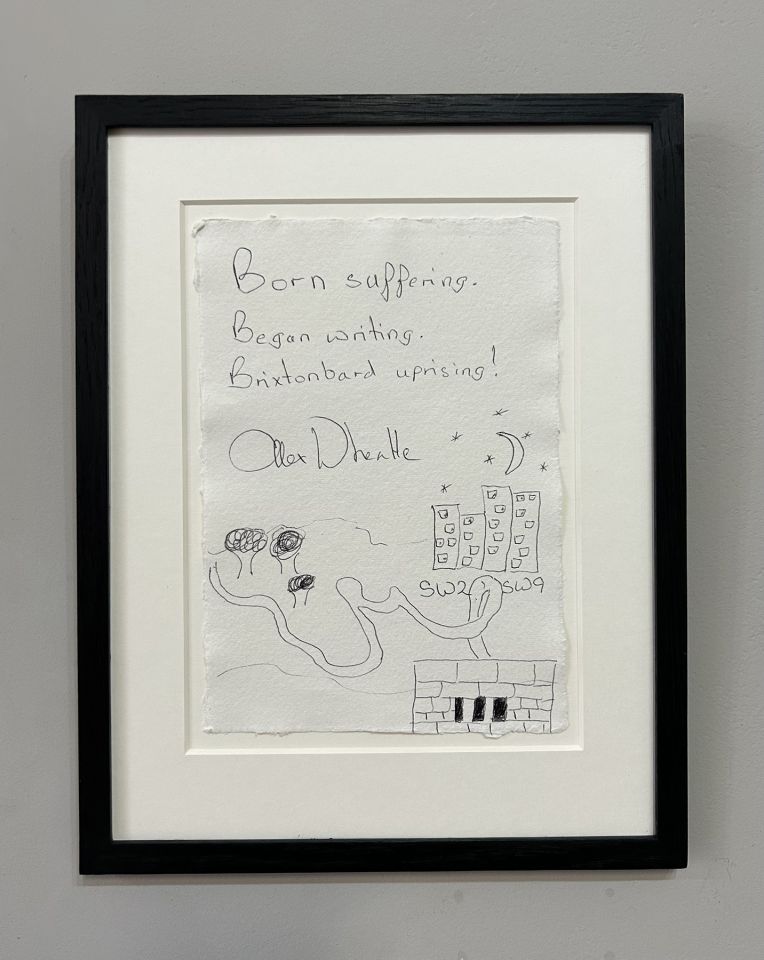 Born suffering.
Began writing.
Brixtonbard uprising!
Alex Wheatle
SW2 SW9